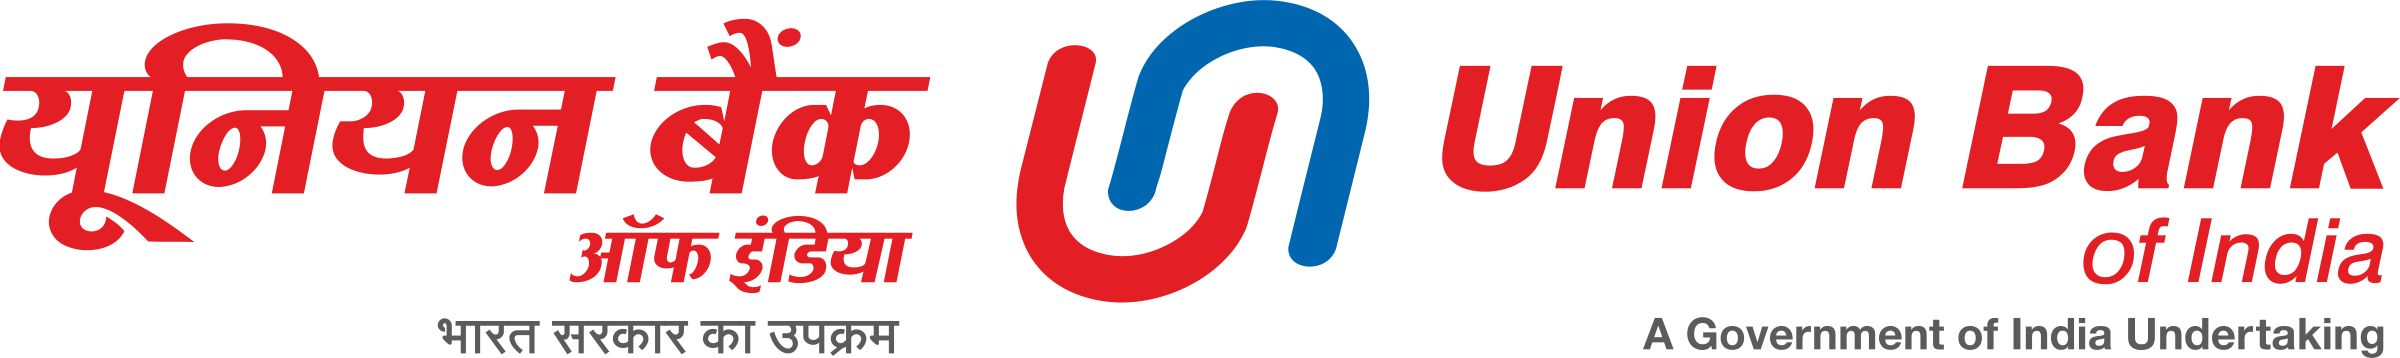 यूनियन बैंक
ऑफ इंडिया
भारत सरकार का उपक्रम
Union Bank
of India
A Government of India Undertaking